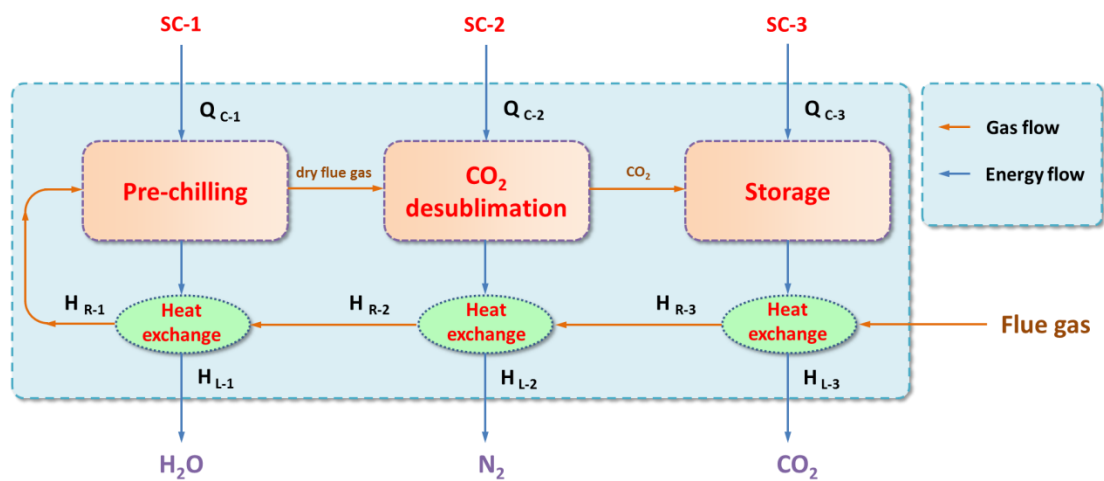 SC-1
SC-2
SC-3
Q C-1
Q C-2
Q C-3
Gas flow
Energy flow
Pre-chilling
dry flue gas
CO₂
desublimation
CO₂
Storage
H R-1
Heat
exchange
H R-2
Heat
exchange
H R-3
Heat
exchange
Flue gas
H L-1
H L-2
H L-3
H₂O
N₂
CO₂